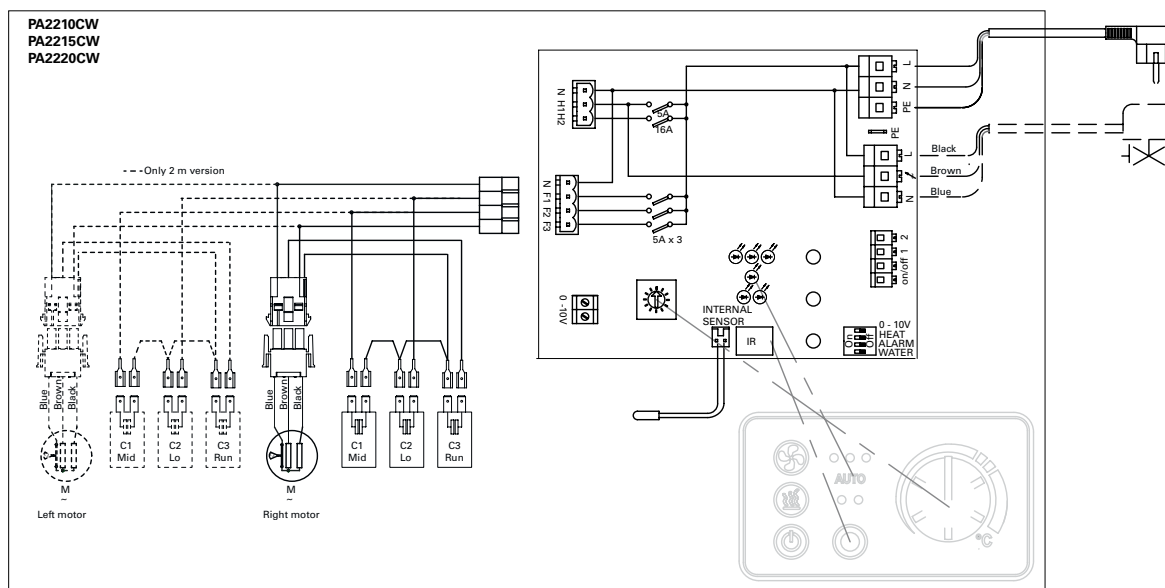 PA2210CW
PA2215CW
PA2220CW
L
N
PE
N H1H2
5A
16A
PE
L
N
Black
Brown
Blue
Only 2 m version
N F1 F2 F3
5A x 3
on/off 1 2
0 -10V
INTERNAL
SENSOR
IR
On
Off
0 - 10V
HEAT
ALARM
WATER
Blue
Brown
Black
Blue
Brown
Black
C1
Mid
C2
Lo
C3
Run
C1
Mid
C2
Lo
C3
Run
M
~
Left motor
M
~
Right motor
AUTO
°C